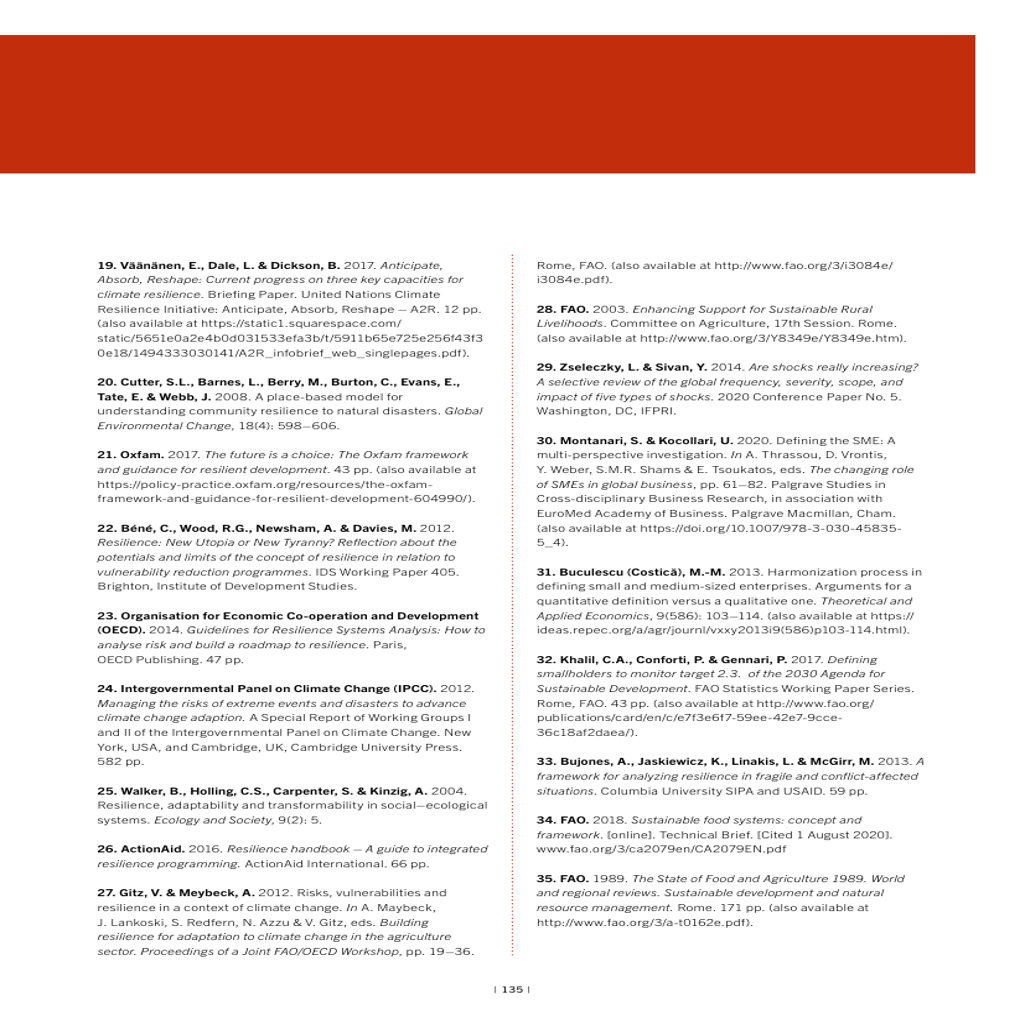 19. Väänänen, E., Dale, L. & Dickson, B. 2017. Anticipate,
Absorb, Reshape: Current progress on three key capacities for
climate resilience. Briefing Paper. United Nations Climate
Resilience Initiative: Anticipate, Absorb, Reshape – A2R. 12 pp.
(also available at https://static1.squarespace.com/
static/5651e0a2e4b0d031533efa3b/t/5911b65e725e256f43f3
0e18/1494333030141/A2R_infobrief_web_singlepages.pdf).
20. Cutter, S.L., Barnes, L., Berry, M., Burton, C., Evans, E.,
Tate, E. & Webb, J. 2008. A place-based model for
understanding community resilience to natural disasters. Global
Environmental Change, 18(4): 598–606.
21. Oxfam. 2017. The future is a choice: The Oxfam framework
and guidance for resilient development. 43 pp. (also available at
https://policy-practice.oxfam.org/resources/the-oxfam-
framework-and-guidance-for-resilient-development-604990/).
22. Béné, C., Wood, R.G., Newsham, A. & Davies, M. 2012.
Resilience: New Utopia or New Tyranny? Reflection about the
potentials and limits of the concept of resilience in relation to
vulnerability reduction programmes. IDS Working Paper 405.
Brighton, Institute of Development Studies.
23. Organisation for Economic Co-operation and Development
(OECD). 2014. Guidelines for Resilience Systems Analysis: How to
analyse risk and build a roadmap to resilience. Paris,
OECD Publishing. 47 pp.
24. Intergovernmental Panel on Climate Change (IPCC). 2012.
Managing the risks of extreme events and disasters to advance
climate change adaption. A Special Report of Working Groups I
and II of the Intergovernmental Panel on Climate Change. New
York, USA, and Cambridge, UK, Cambridge University Press.
582 pp.
25. Walker, B., Holling, C.S., Carpenter, S. & Kinzig, A. 2004.
Resilience, adaptability and transformability in social–ecological
systems. Ecology and Society, 9(2): 5.
26. ActionAid. 2016. Resilience handbook – A guide to integrated
resilience programming. ActionAid International. 66 pp.
27. Gitz, V. & Meybeck, A. 2012. Risks, vulnerabilities and
resilience in a context of climate change. In A. Maybeck,
J. Lankoski, S. Redfern, N. Azzu & V. Gitz, eds. Building
resilience for adaptation to climate change in the agriculture
sector. Proceedings of a Joint FAO/OECD Workshop, pp. 19–36.
Rome, FAO. (also available at http://www.fao.org/3/i3084e/
i3084e.pdf).
28. FAO. 2003. Enhancing Support for Sustainable Rural
Livelihoods. Committee on Agriculture, 17th Session. Rome.
(also available at http://www.fao.org/3/Y8349e/Y8349e.htm).
29. Zseleczky, L. & Sivan, Y. 2014. Are shocks really increasing?
A selective review of the global frequency, severity, scope, and
impact of five types of shocks. 2020 Conference Paper No. 5.
Washington, DC, IFPRI.
30. Montanari, S. & Kocollari, U. 2020. Defining the SME: A
multi-perspective investigation. In A. Thrassou, D. Vrontis,
Y. Weber, S.M.R. Shams & E. Tsoukatos, eds. The changing role
of SMEs in global business, pp. 61–82. Palgrave Studies in
Cross-disciplinary Business Research, in association with
EuroMed Academy of Business. Palgrave Macmillan, Cham.
(also available at https://doi.org/10.1007/978-3-030-45835-
5_4).
31. Buculescu (Costică), M.-M. 2013. Harmonization process in
defining small and medium-sized enterprises. Arguments for a
quantitative definition versus a qualitative one. Theoretical and
Applied Economics, 9(586): 103–114. (also available at https://
ideas.repec.org/a/agr/journl/vxxy2013i9(586)p103-114.html).
32. Khalil, C.A., Conforti, P. & Gennari, P. 2017. Defining
smallholders to monitor target 2.3. of the 2030 Agenda for
Sustainable Development. FAO Statistics Working Paper Series.
Rome, FAO. 43 pp. (also available at http://www.fao.org/
publications/card/en/c/e7f3e6f7-59ee-42e7-9cce-
36c18af2daea/).
33. Bujones, A., Jaskiewicz, K., Linakis, L. & McGirr, M. 2013. A
framework for analyzing resilience in fragile and conflict-affected
situations. Columbia University SIPA and USAID. 59 pp.
34. FAO. 2018. Sustainable food systems: concept and
framework. [online]. Technical Brief. [Cited 1 August 2020].
www.fao.org/3/ca2079en/CA2079EN.pdf
35. FAO. 1989. The State of Food and Agriculture 1989. World
and regional reviews. Sustainable development and natural
resource management. Rome. 171 pp. (also available at
http://www.fao.org/3/a-t0162e.pdf).
| 135 |